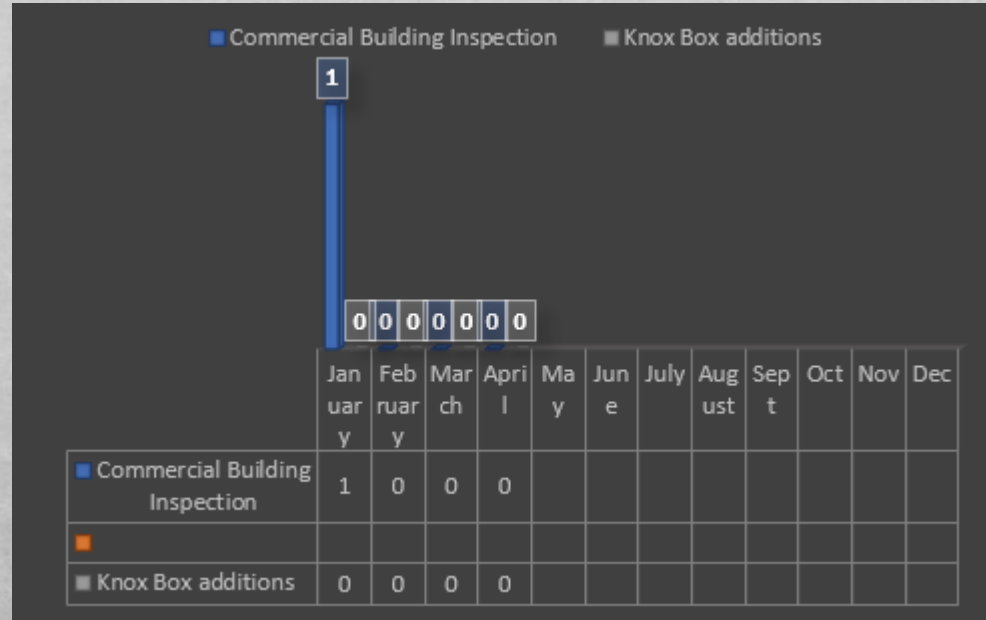 Commercial Building Inspection Knox Box additions
1
0 0 0 0 0 0 0
Jan Feb Mar Apri Ma Jun July Aug Sep Oct Nov Dec
uar ruar ch l y e ust t
y y
Commercial Building
Inspection 1 0 0 0
Knox Box additions 0 0 0 0